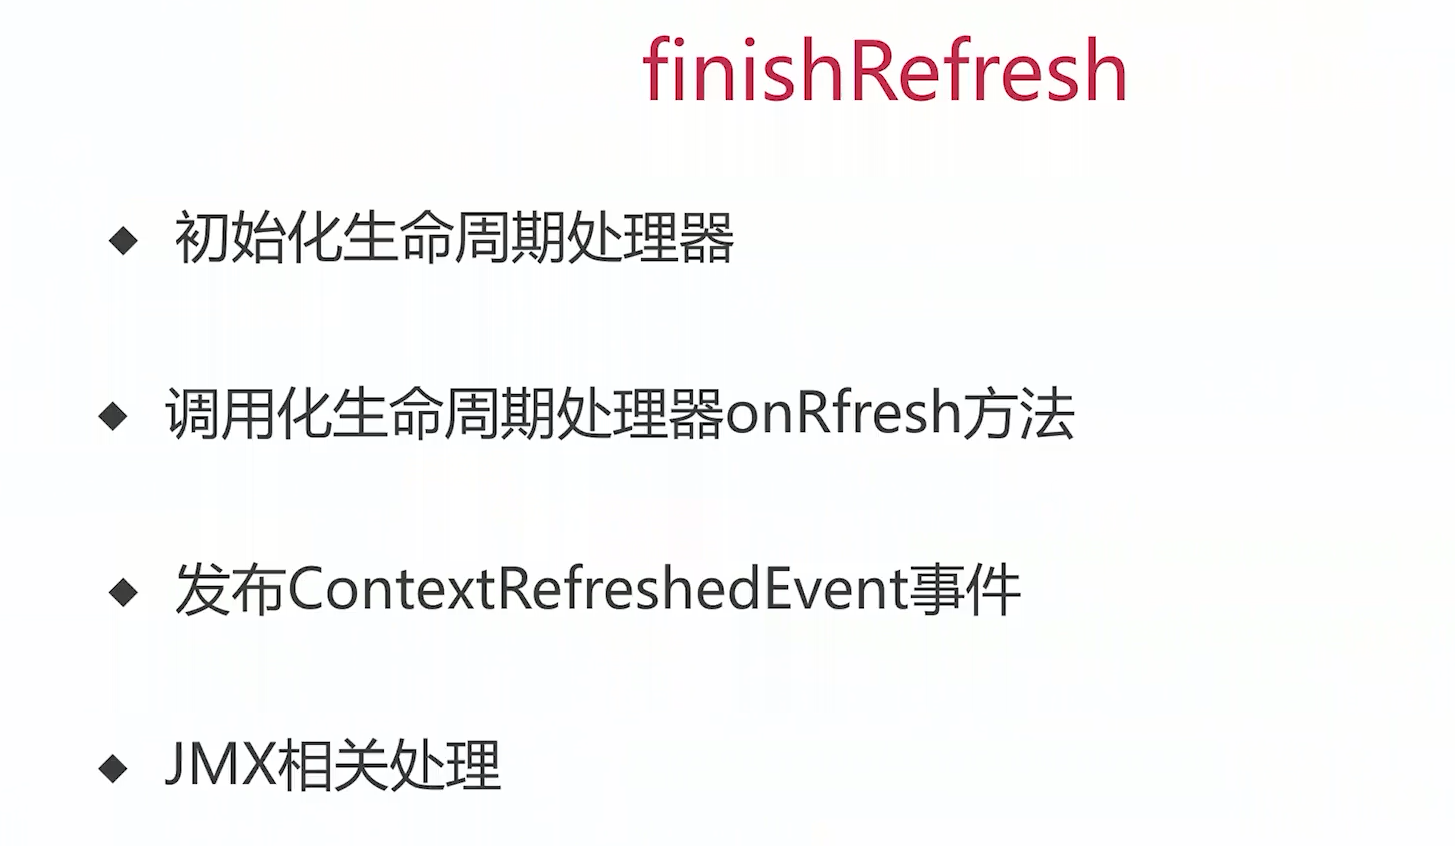 finishRefresh
◆ 初始化生命周期处理器
◆ 调用化生命周期处理器onRfresh方法
◆ 发布ContextRefreshedEvent事件
◆ JMX相关处理